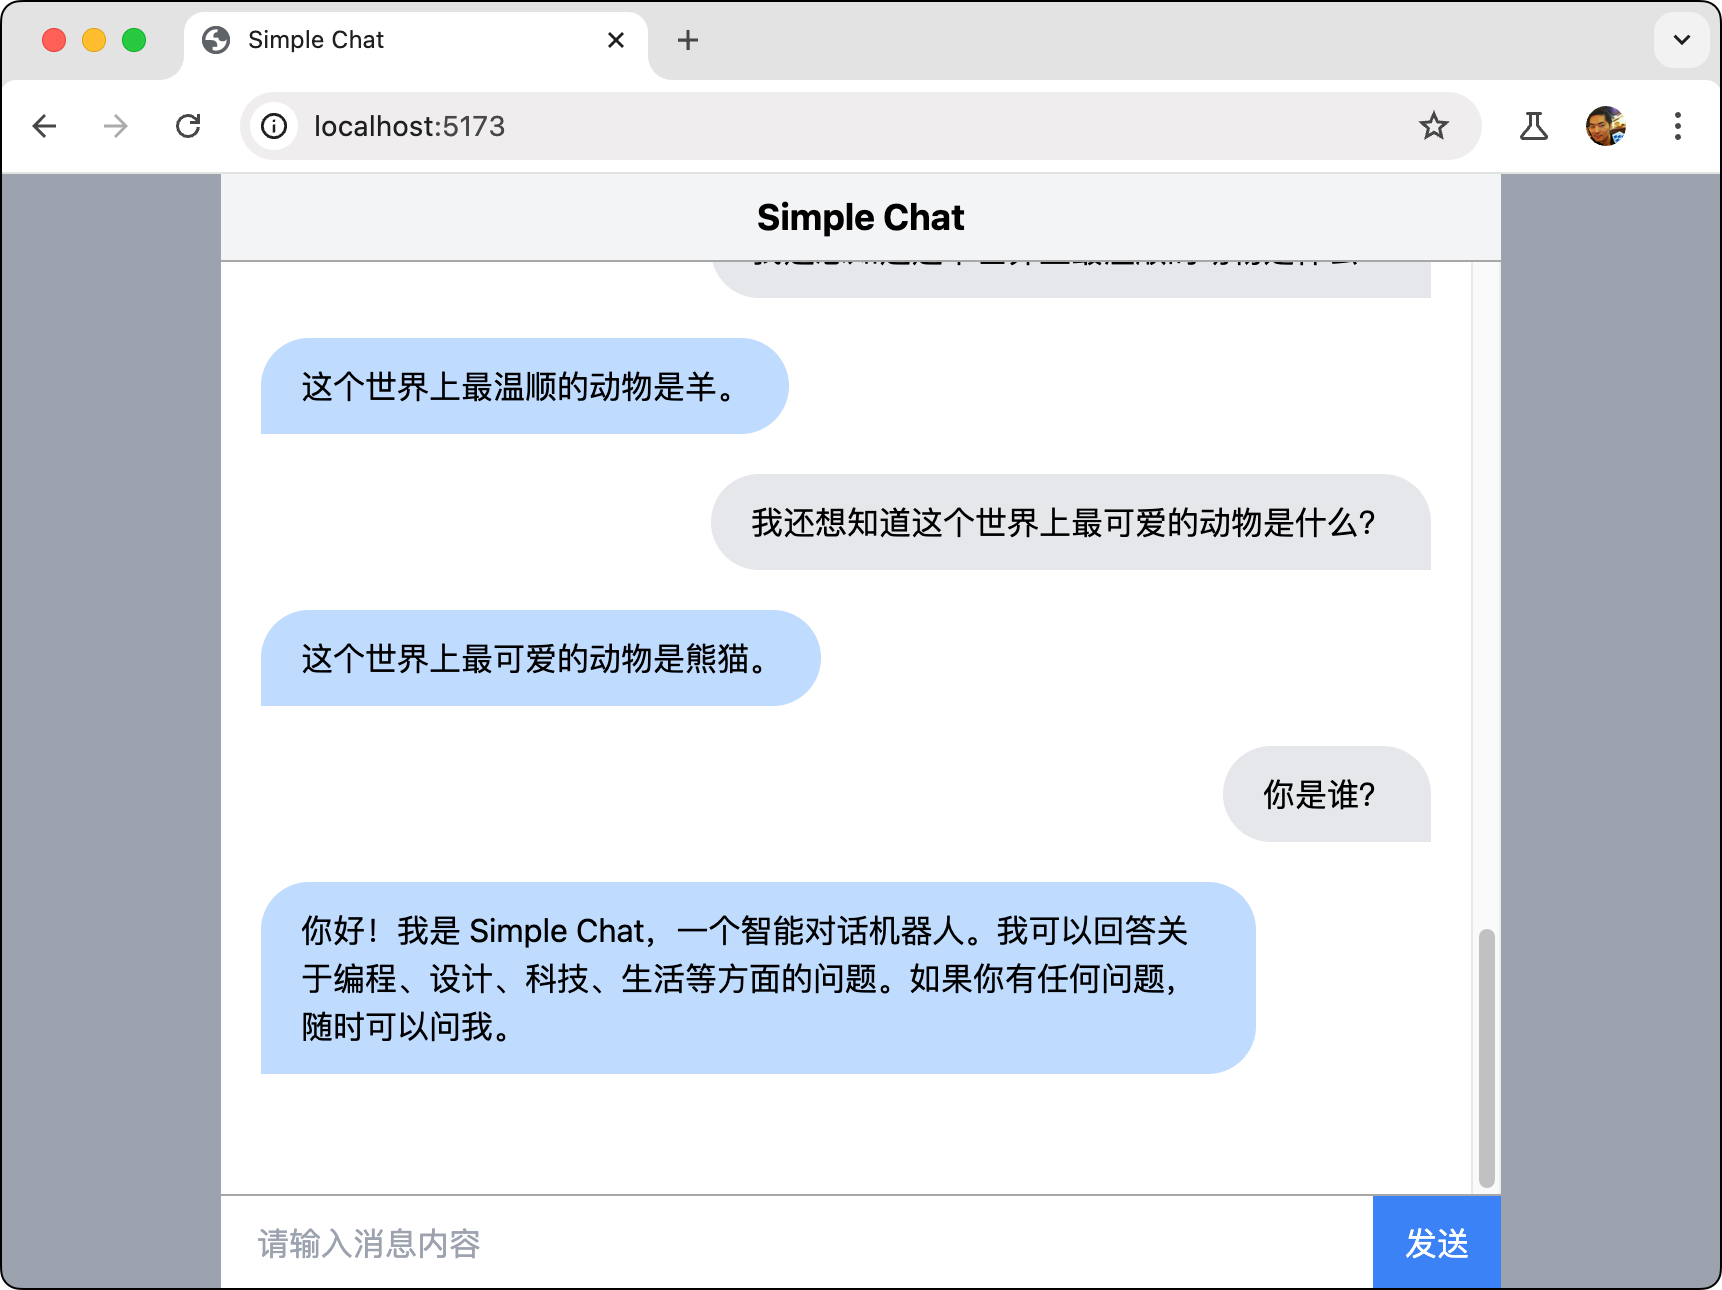 Simple Chat
localhost:5173
Simple Chat
这个世界上最温顺的动物是羊。
我还想知道这个世界上最可爱的动物是什么?
这个世界上最可爱的动物是熊猫。
你是谁?
你好！我是 Simple Chat，一个智能对话机器人。我可以回答关
于编程、设计、科技、生活等方面的问题。如果你有任何问题，
随时可以问我。
请输入消息内容
发送